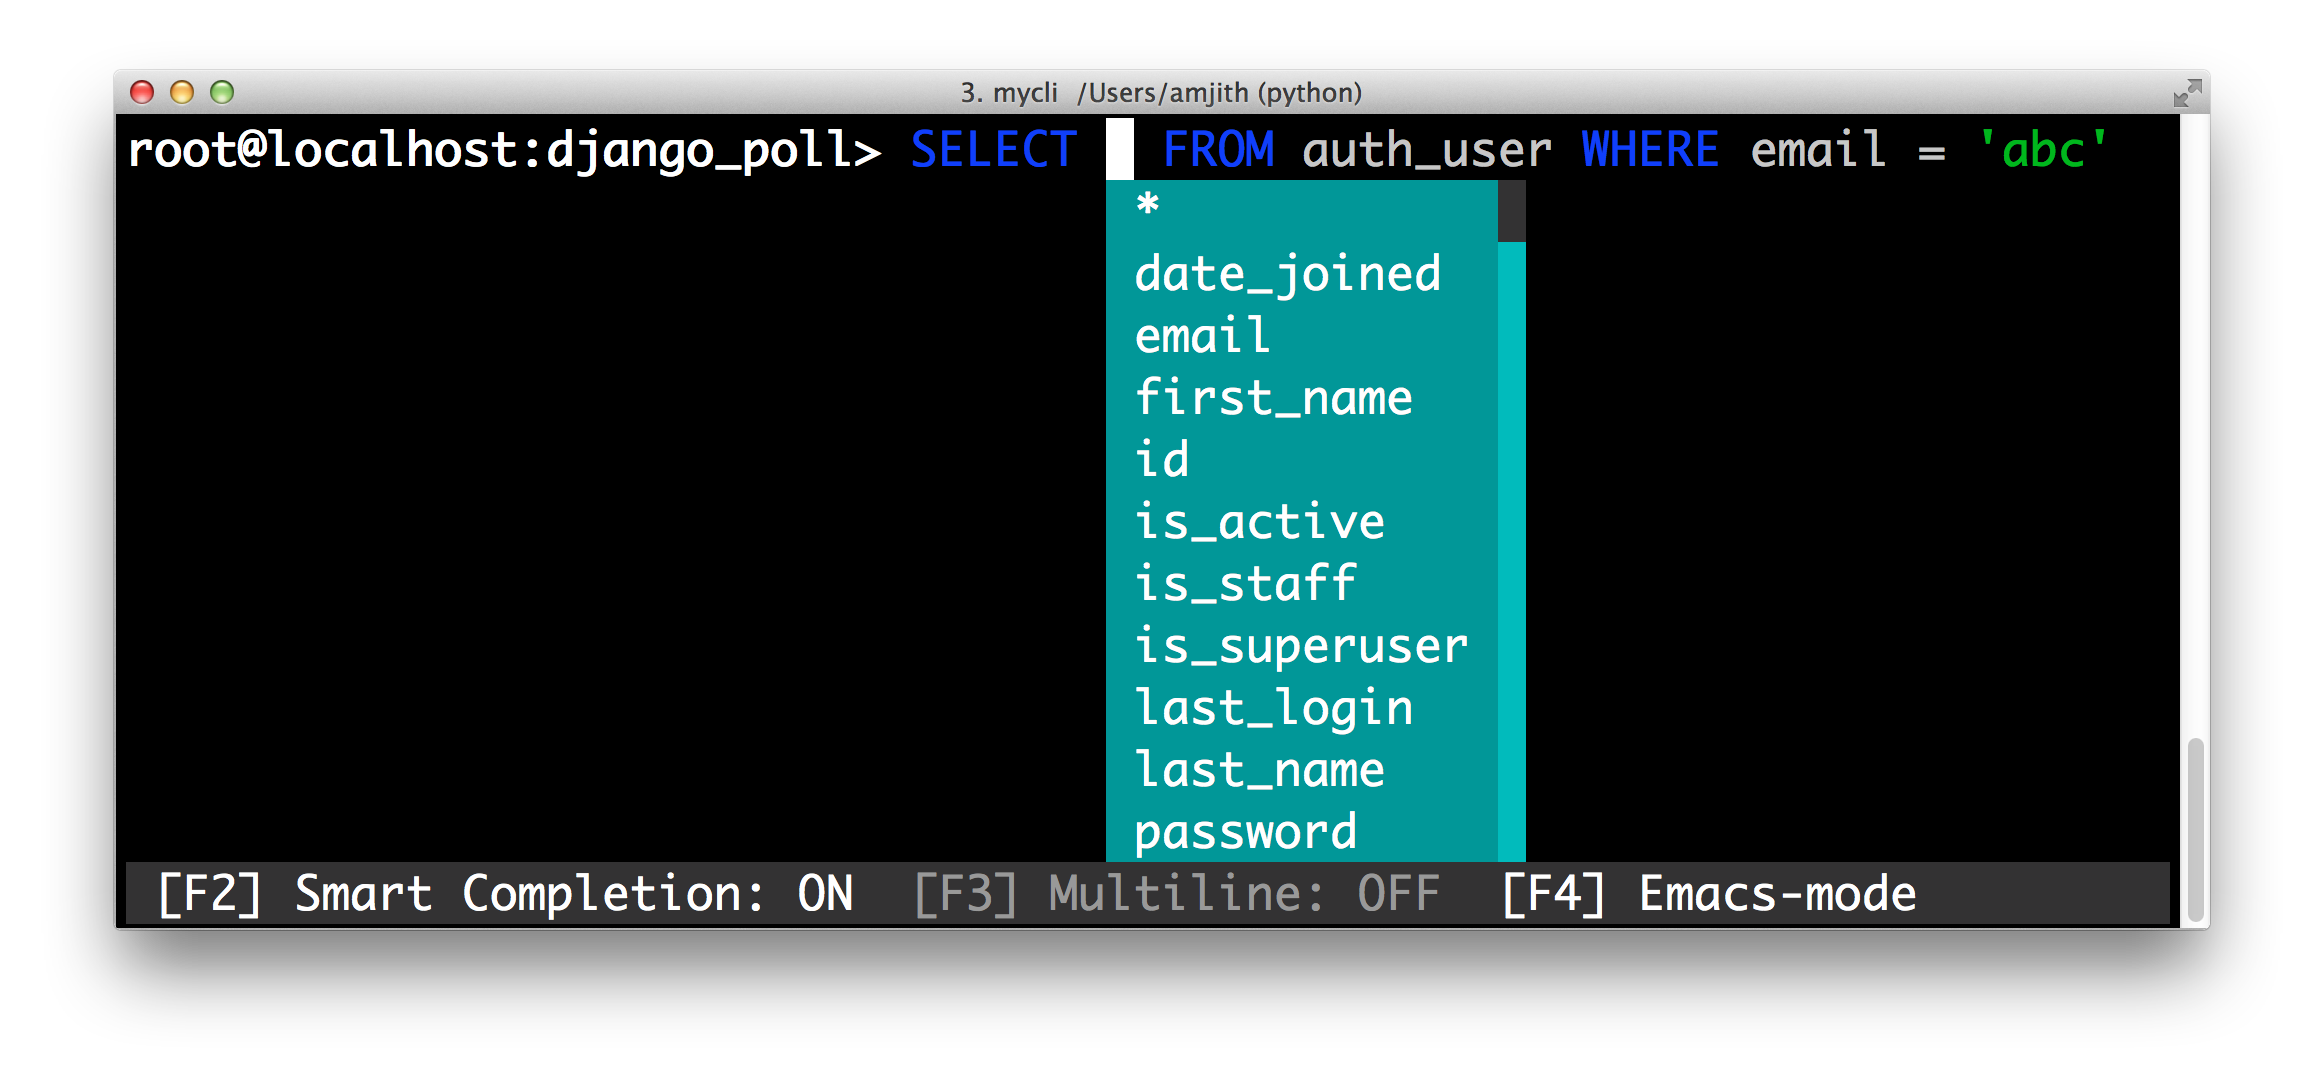 3. mycli /Users/amjith (python)
root@localhost:django_poll> SELECT FROM auth_user WHERE email = 'abc'
*
date_joined
email
first_name
id
is_active
is_staff
is_superuser
last_login
last_name
password
[F2] Smart Completion: ON [F3] Multiline: OFF [F4] Emacs-mode